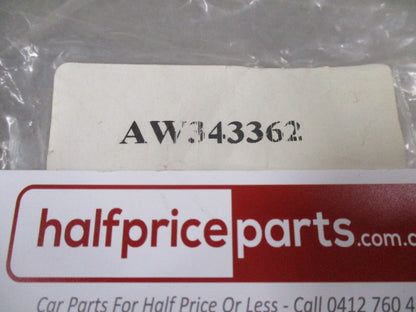 AW343362
halfpriceparts.com.a
Car Parts For Half Price Or Less - Call 0412 760 4